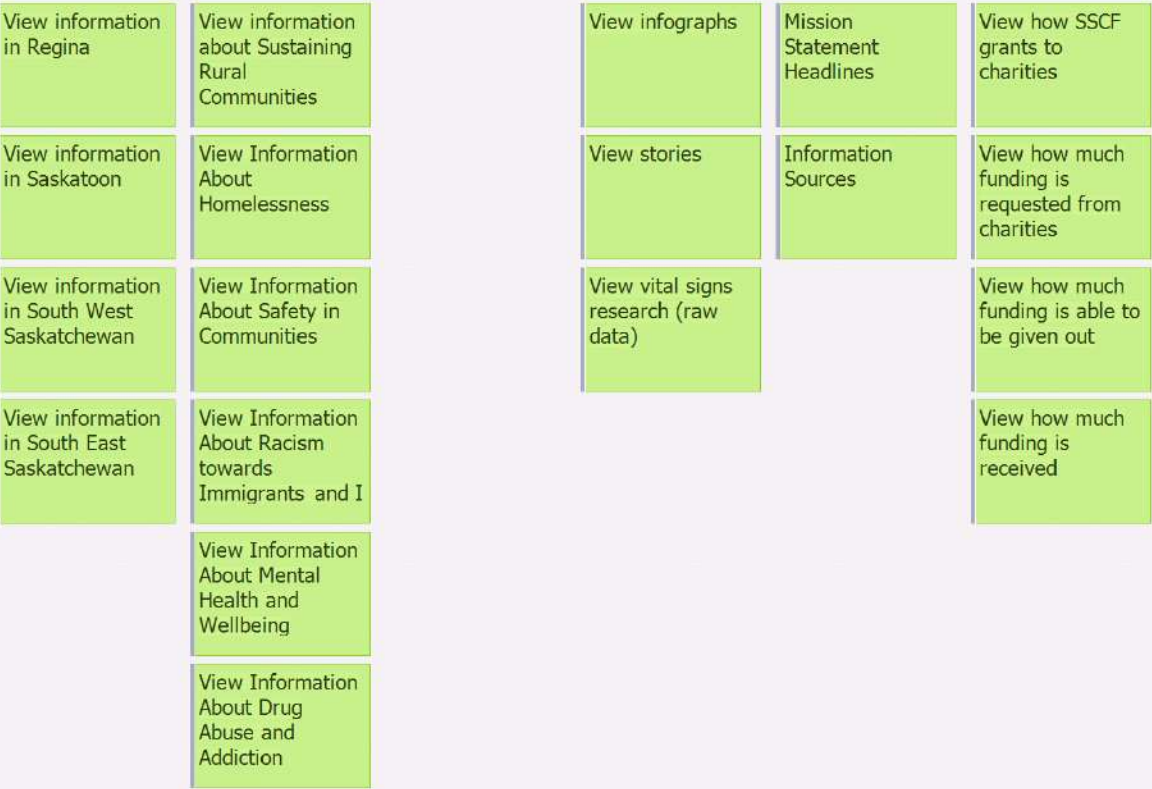 View information
in Regina
View information
in Saskatoon
View information
in South West
Saskatchewan
View information
in South East
Saskatchewan
View information
about Sustaining
Rural
Communities
View Information
About
Homelessness
View Information
About Safety in
Communities
View Information
About Racism
towards
Immigrants and I
View Information
About Mental
Health and
Wellbeing
View Information
About Drug
Abuse and
Addiction
View infographs
View stories
View vital signs
research (raw
data)
Mission
Statement
Headlines
Information
Sources
View how SSCF
grants to
charities
View how much
funding is
requested from
charities
View how much
funding is able to
be given out
View how much
funding is
received